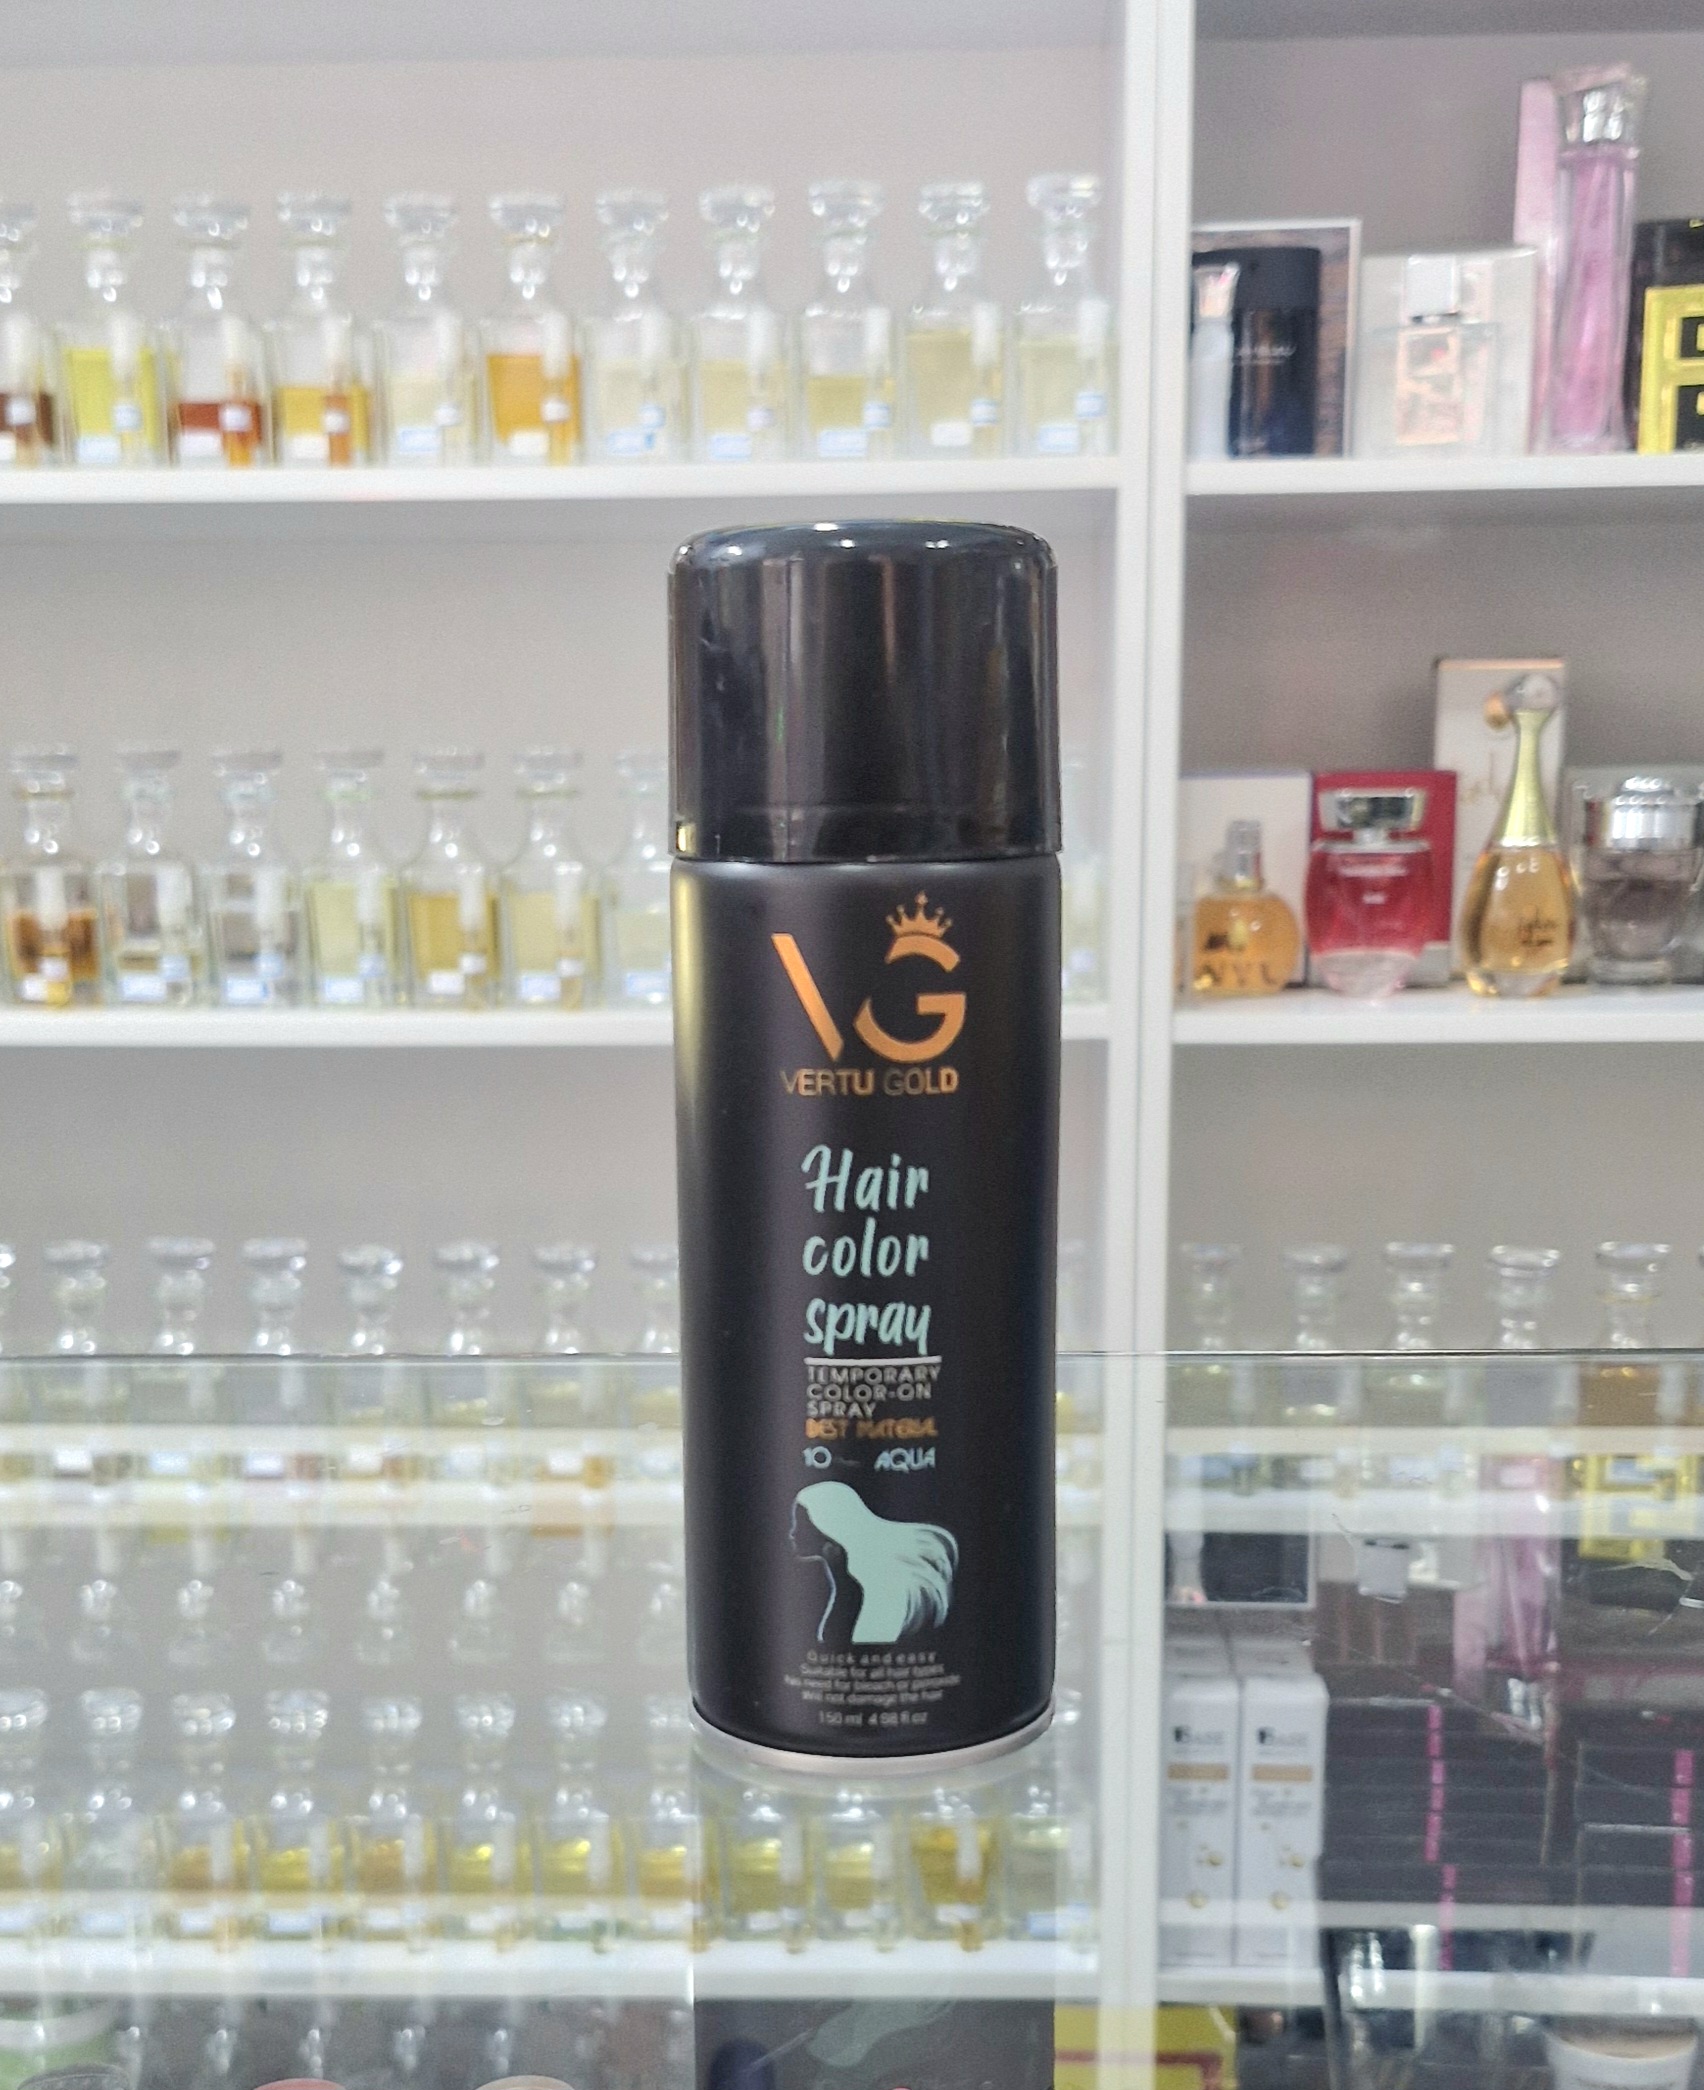 VG
VERTU GOLD
Hair
color
spray
TEMPORARY
COLOR-ON
SPRAY
BEST MATERIAL
10 AQUA
Quick and easy
Suitable for all hair types
No need for bleach or peroxide
Will not damage the hair
150 ml 4.98 fl oz